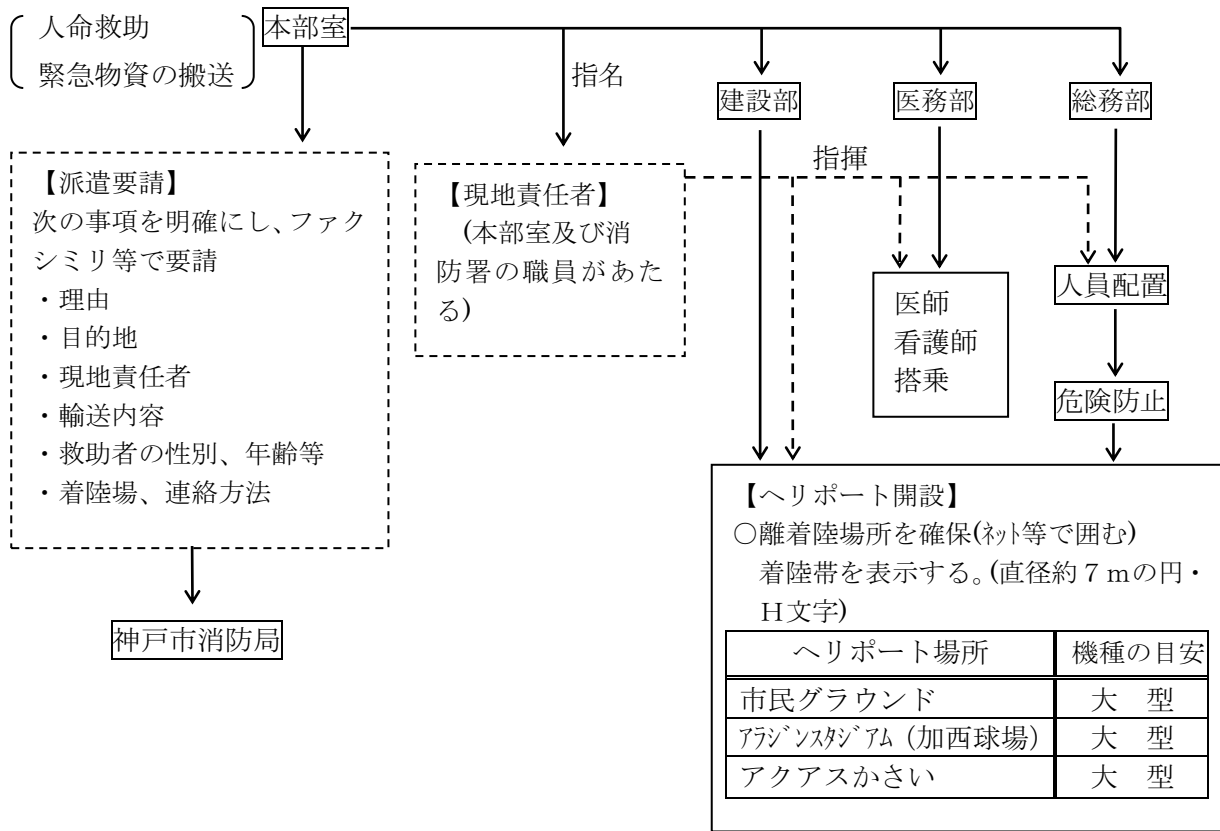 人命救助
緊急物資の搬送
本部室
指名
建設部
医務部
総務部
【派遣要請】
次の事項を明確にし、ファク
シミリ等で要請
・理由
・目的地
・現地責任者
・輸送内容
・救助者の性別、年齢等
・着陸場、連絡方法
神戸市消防局
【現地責任者】
(本部室及び消
防署の職員があた
る)
指揮
医師
看護師
搭乗
人員配置
危険防止
【ヘリポート開設】
○離着陸場所を確保(ﾈｯﾄ等で囲む)
着陸帯を表示する。(直径約7mの円・
H文字)
ヘリポート場所 機種の目安
市民グラウンド 大 型
ｱﾗｼﾞﾝｽﾀｼﾞｱﾑ (加西球場) 大 型
アクアスかさい 大 型